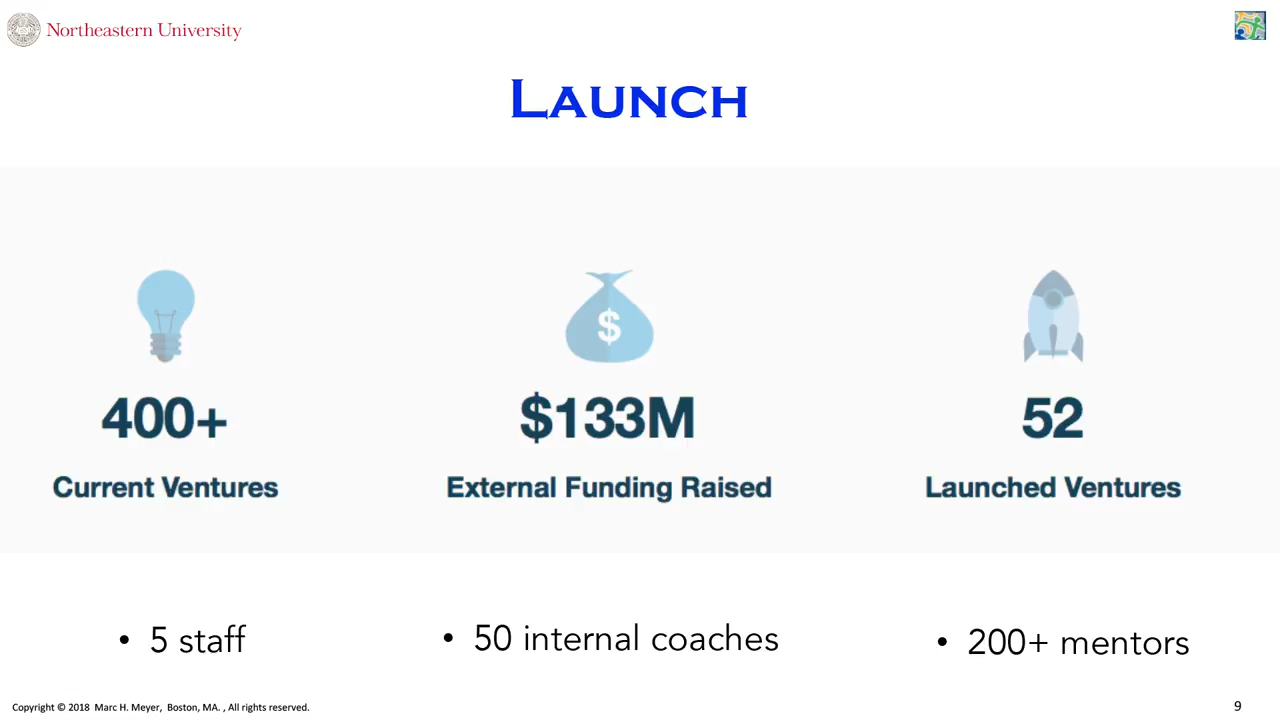 Northeastern University
LAUNCH
$
400+
$133M
52
Current Ventures
External Funding Raised
Launched Ventures
• 5 staff
• 50 internal coaches
• 200+ mentors
Copyright © 2018 Marc H. Meyer, Boston, MA. , All rights reserved.
9